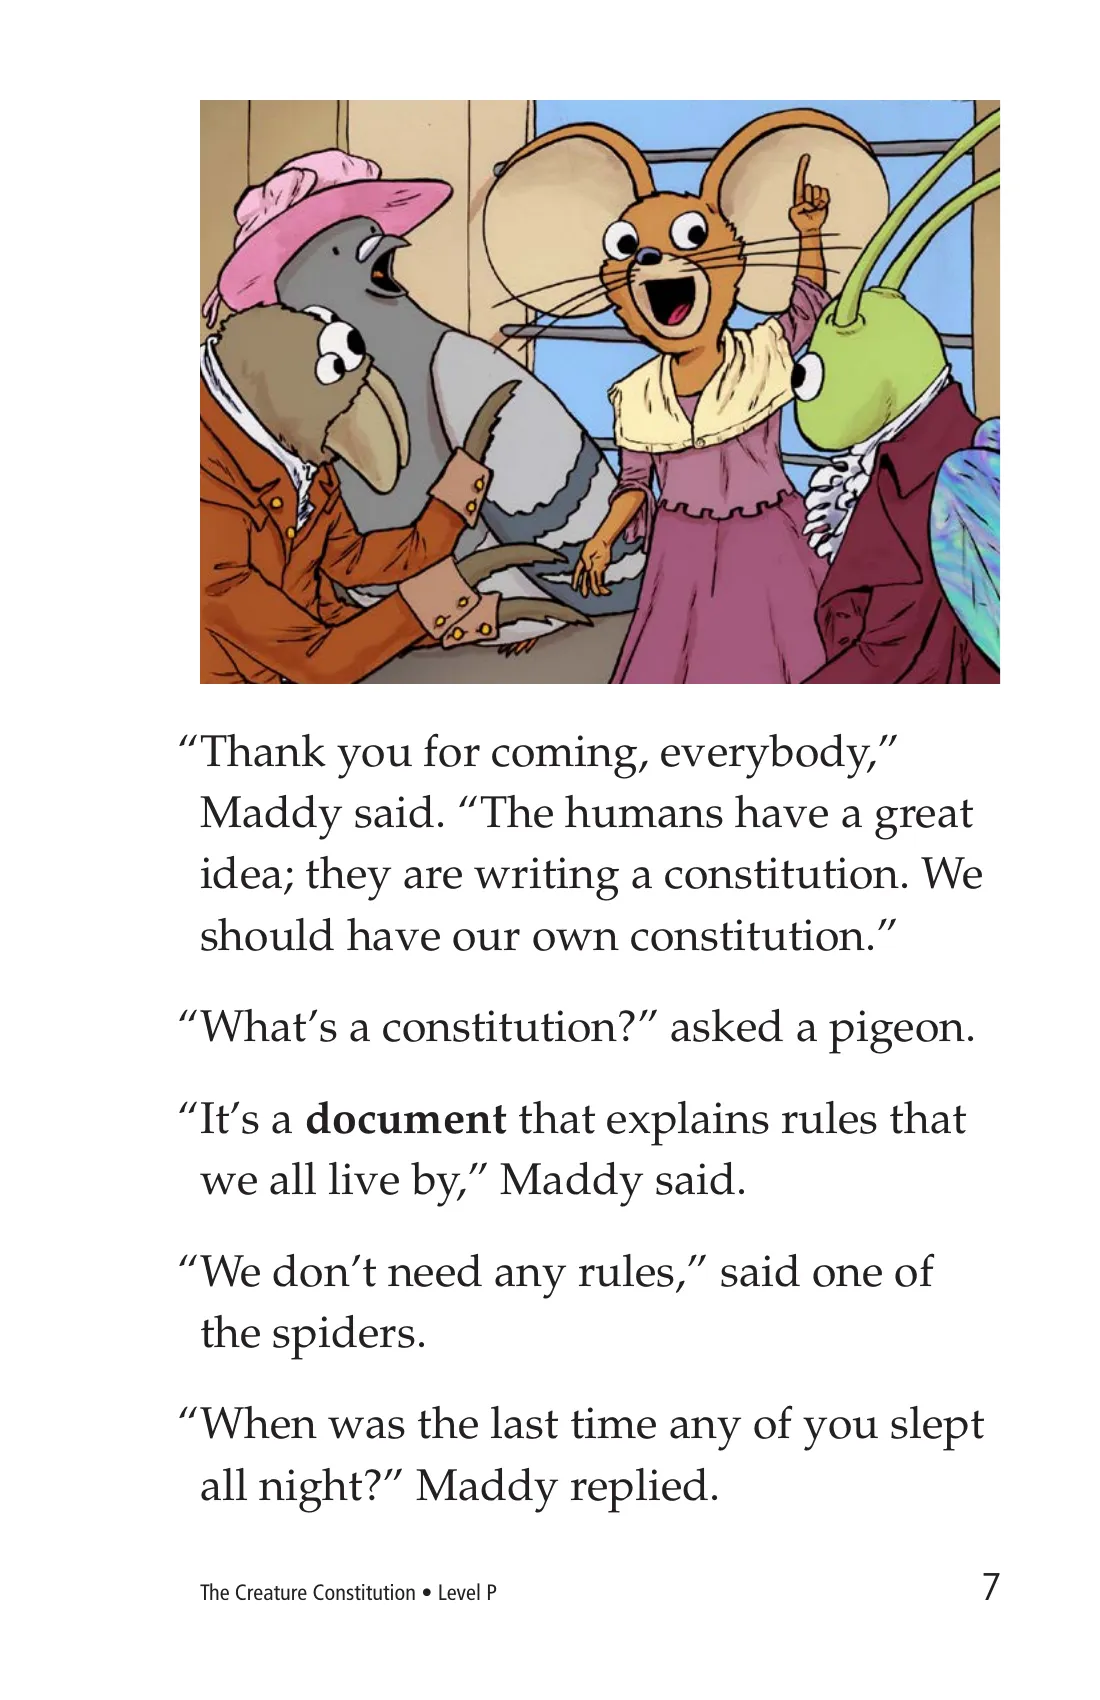 “Thank you for coming, everybody,”
Maddy said. “The humans have a great
idea; they are writing a constitution. We
should have our own constitution.”
“What’s a constitution?” asked a pigeon.
“It’s a document that explains rules that
we all live by,” Maddy said.
“We don’t need any rules,” said one of
the spiders.
“When was the last time any of you slept
all night?” Maddy replied.
The Creature Constitution • Level P
7